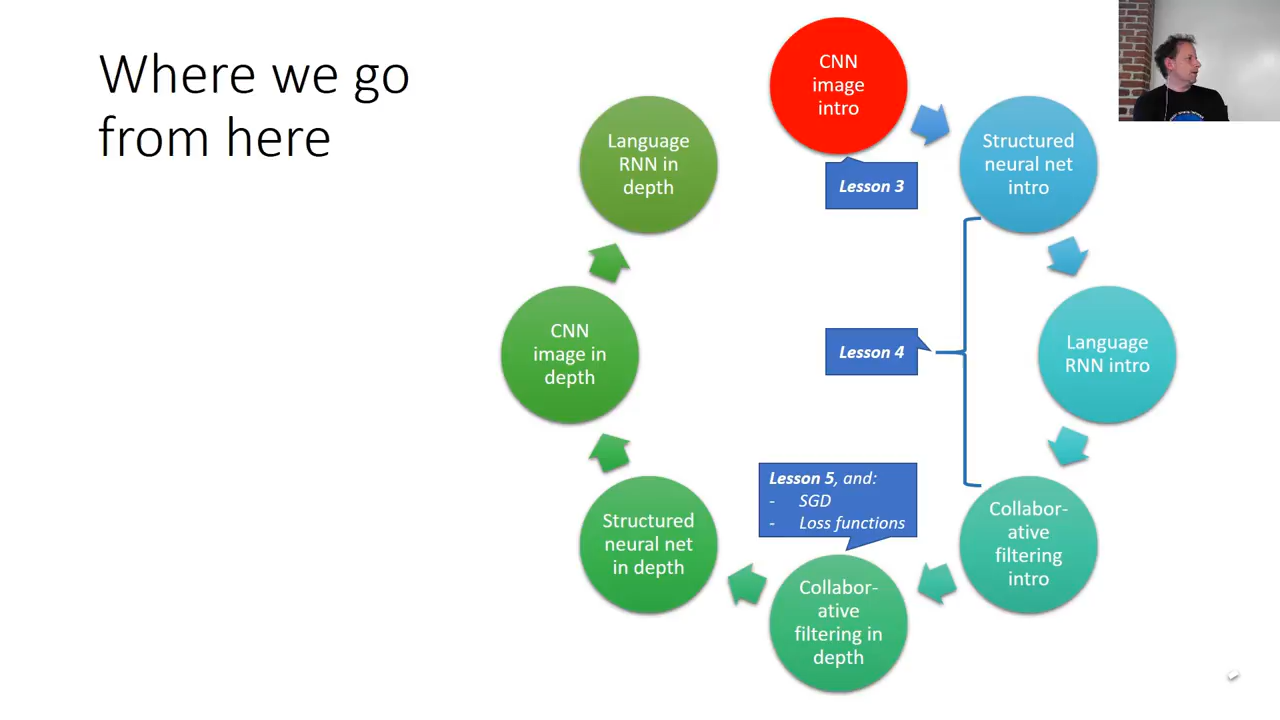 Where we go
from here
CNN
image
intro
Lesson 3
Structured
neural net
intro
Lesson 4
Language
RNN intro
Collabor-
ative
filtering
intro
Lesson 5, and:
- SGD
- Loss functions
Collabor-
ative
filtering in
depth
Structured
neural net
in depth
CNN
image in
depth
Language
RNN in
depth